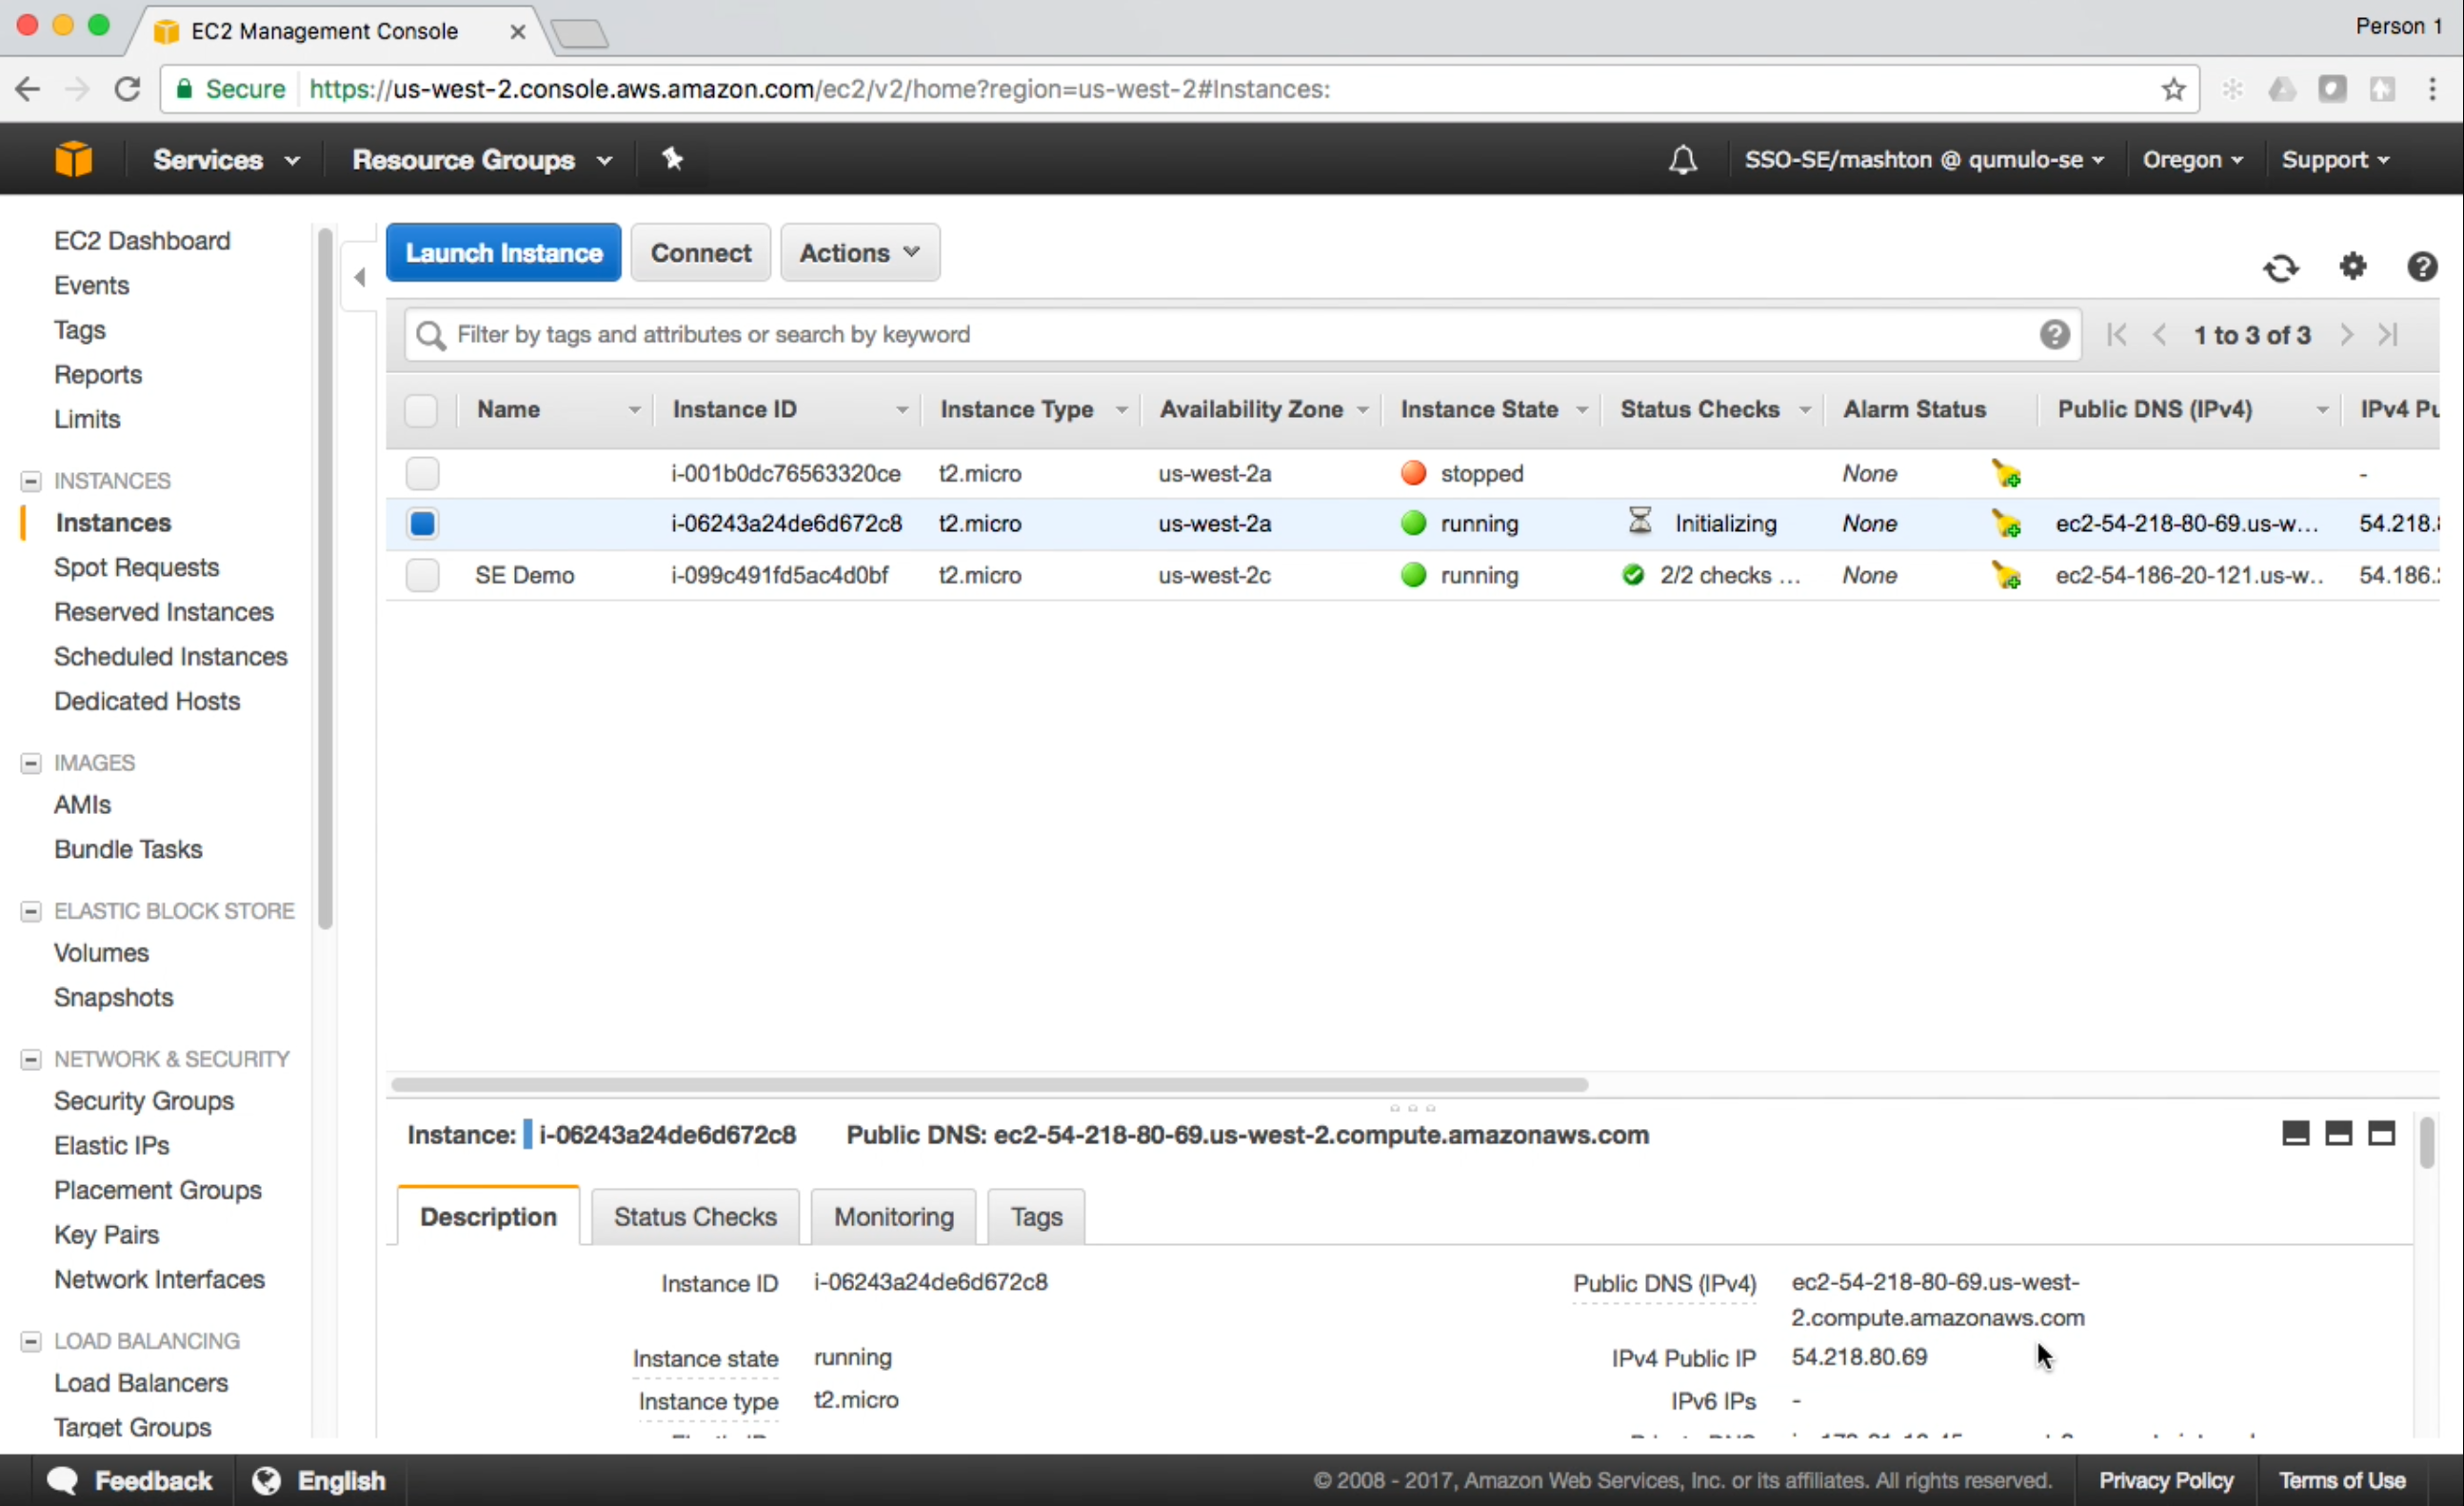 EC2 Management Console
Person 1
Secure https://us-west-2.console.aws.amazon.com/ec2/v2/home?region=us-west-2#Instances:
Services Resource Groups SSO-SE/mashton @ qumulo-se Oregon Support
EC2 Dashboard
Events
Tags
Reports
Limits
INSTANCES
Instances
Spot Requests
Reserved Instances
Scheduled Instances
Dedicated Hosts
IMAGES
AMIs
Bundle Tasks
ELASTIC BLOCK STORE
Volumes
Snapshots
NETWORK & SECURITY
Security Groups
Elastic IPs
Placement Groups
Key Pairs
Network Interfaces
LOAD BALANCING
Load Balancers
Target Groups
Launch Instance Connect Actions
Filter by tags and attributes or search by keyword 1 to 3 of 3
Name Instance ID Instance Type Availability Zone Instance State Status Checks Alarm Status Public DNS (IPv4) IPv4 Pu
i-001b0dc76563320ce t2.micro us-west-2a stopped None -
i-06243a24de6d672c8 t2.micro us-west-2a running Initializing None ec2-54-218-80-69.us-w... 54.218.
SE Demo i-099c491fd5ac4d0bf t2.micro us-west-2c running 2/2 checks ... None ec2-54-186-20-121.us-w.. 54.186.
Instance: i-06243a24de6d672c8 Public DNS: ec2-54-218-80-69.us-west-2.compute.amazonaws.com
Description Status Checks Monitoring Tags
Instance ID i-06243a24de6d672c8
Instance state running
Instance type t2.micro
Public DNS (IPv4) ec2-54-218-80-69.us-west-
2.compute.amazonaws.com
IPv4 Public IP 54.218.80.69
IPv6 IPs -
Feedback English © 2008 - 2017, Amazon Web Services, Inc. or its affiliates. All rights reserved. Privacy Policy Terms of Use